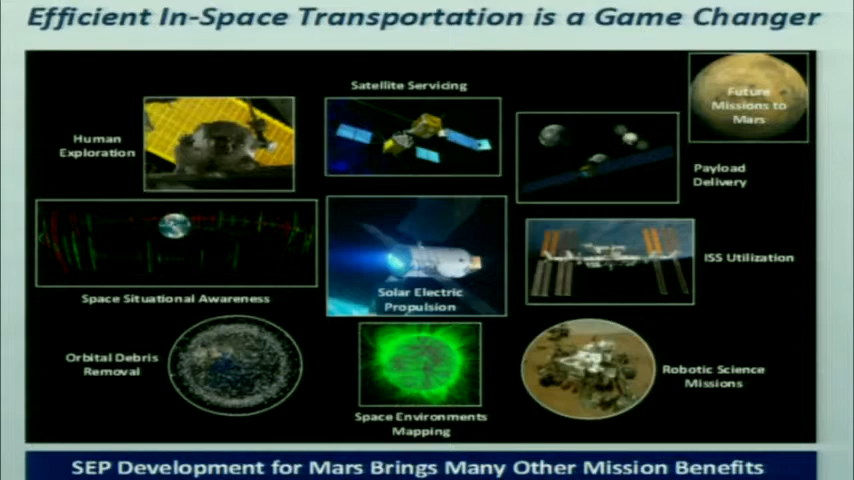 Efficient In-Space Transportation is a Game Changer
Satellite Servicing
Future
Missions to
Mars
Human
Exploration
Payload
Delivery
ISS Utilization
Solar Electric
Propulsion
Space Situational Awareness
Orbital Debris
Removal
Robotic Science
Missions
Space Environments
Mapping
SEP Development for Mars Brings Many Other Mission Benefits